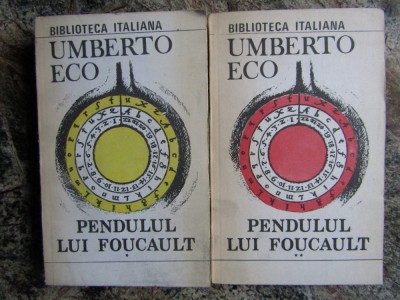 BIBLIOTECA ITALIANA
UMBERTO
ECO
PENDULUL
LUI FOUCAULT
*
BIBLIOTECA ITALIANA
UMBERTO
ECO
PENDULUL
LUI FOUCAULT
**